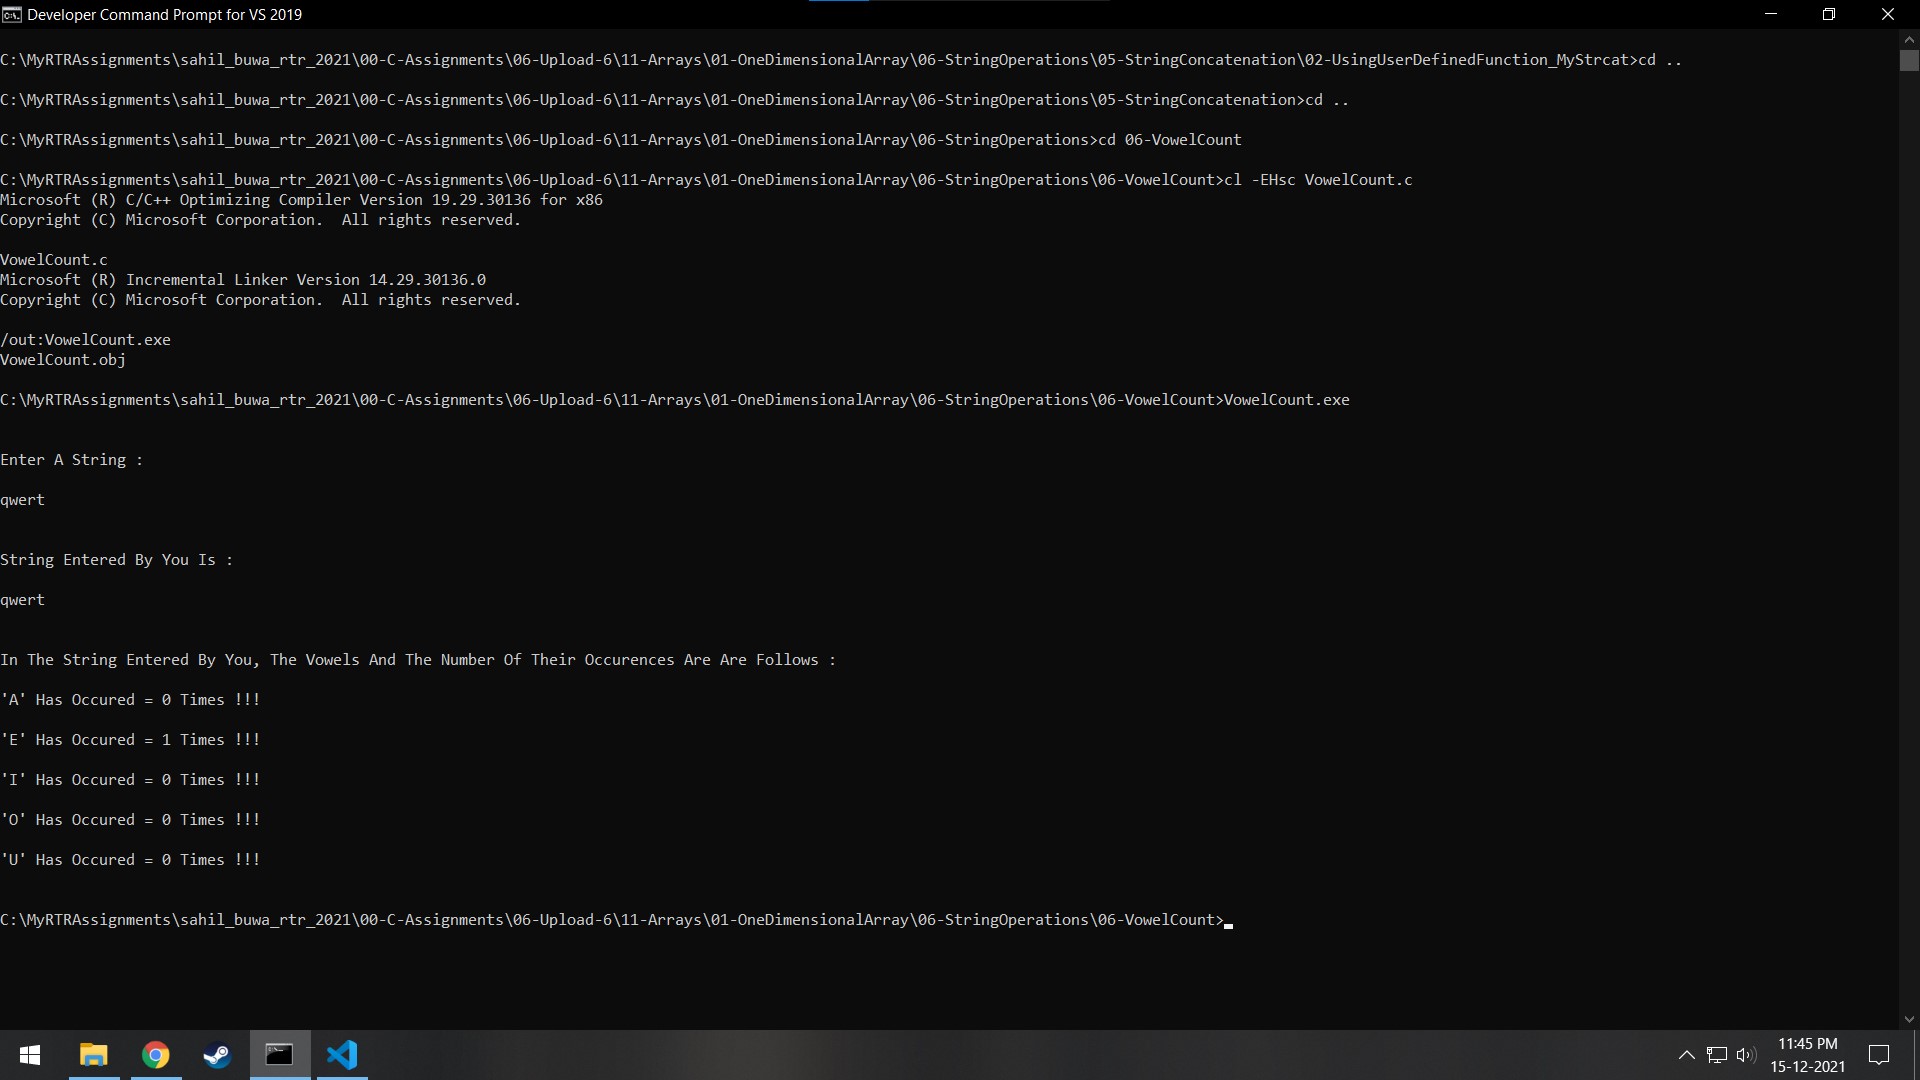 Developer Command Prompt for VS 2019
C:\MyRTRAssignments\sahil_buwa_rtr_2021\00-C-Assignments\06-Upload-6\11-Arrays\01-OneDimensionalArray\06-StringOperations\05-StringConcatenation\02-UsingUserDefinedFunction_MyStrcat>cd ..
C:\MyRTRAssignments\sahil_buwa_rtr_2021\00-C-Assignments\06-Upload-6\11-Arrays\01-OneDimensionalArray\06-StringOperations\05-StringConcatenation>cd ..
C:\MyRTRAssignments\sahil_buwa_rtr_2021\00-C-Assignments\06-Upload-6\11-Arrays\01-OneDimensionalArray\06-StringOperations>cd 06-VowelCount
C:\MyRTRAssignments\sahil_buwa_rtr_2021\00-C-Assignments\06-Upload-6\11-Arrays\01-OneDimensionalArray\06-StringOperations\06-VowelCount>cl -EHsc VowelCount.c
Microsoft (R) C/C++ Optimizing Compiler Version 19.29.30136 for x86
Copyright (C) Microsoft Corporation.  All rights reserved.
VowelCount.c
Microsoft (R) Incremental Linker Version 14.29.30136.0
Copyright (C) Microsoft Corporation.  All rights reserved.
/out:VowelCount.exe
VowelCount.obj
C:\MyRTRAssignments\sahil_buwa_rtr_2021\00-C-Assignments\06-Upload-6\11-Arrays\01-OneDimensionalArray\06-StringOperations\06-VowelCount>VowelCount.exe
Enter A String :
qwert
String Entered By You Is :
qwert
In The String Entered By You, The Vowels And The Number Of Their Occurences Are Are Follows :
'A' Has Occured = 0 Times !!!
'E' Has Occured = 1 Times !!!
'I' Has Occured = 0 Times !!!
'O' Has Occured = 0 Times !!!
'U' Has Occured = 0 Times !!!
C:\MyRTRAssignments\sahil_buwa_rtr_2021\00-C-Assignments\06-Upload-6\11-Arrays\01-OneDimensionalArray\06-StringOperations\06-VowelCount>
11:45 PM
15-12-2021